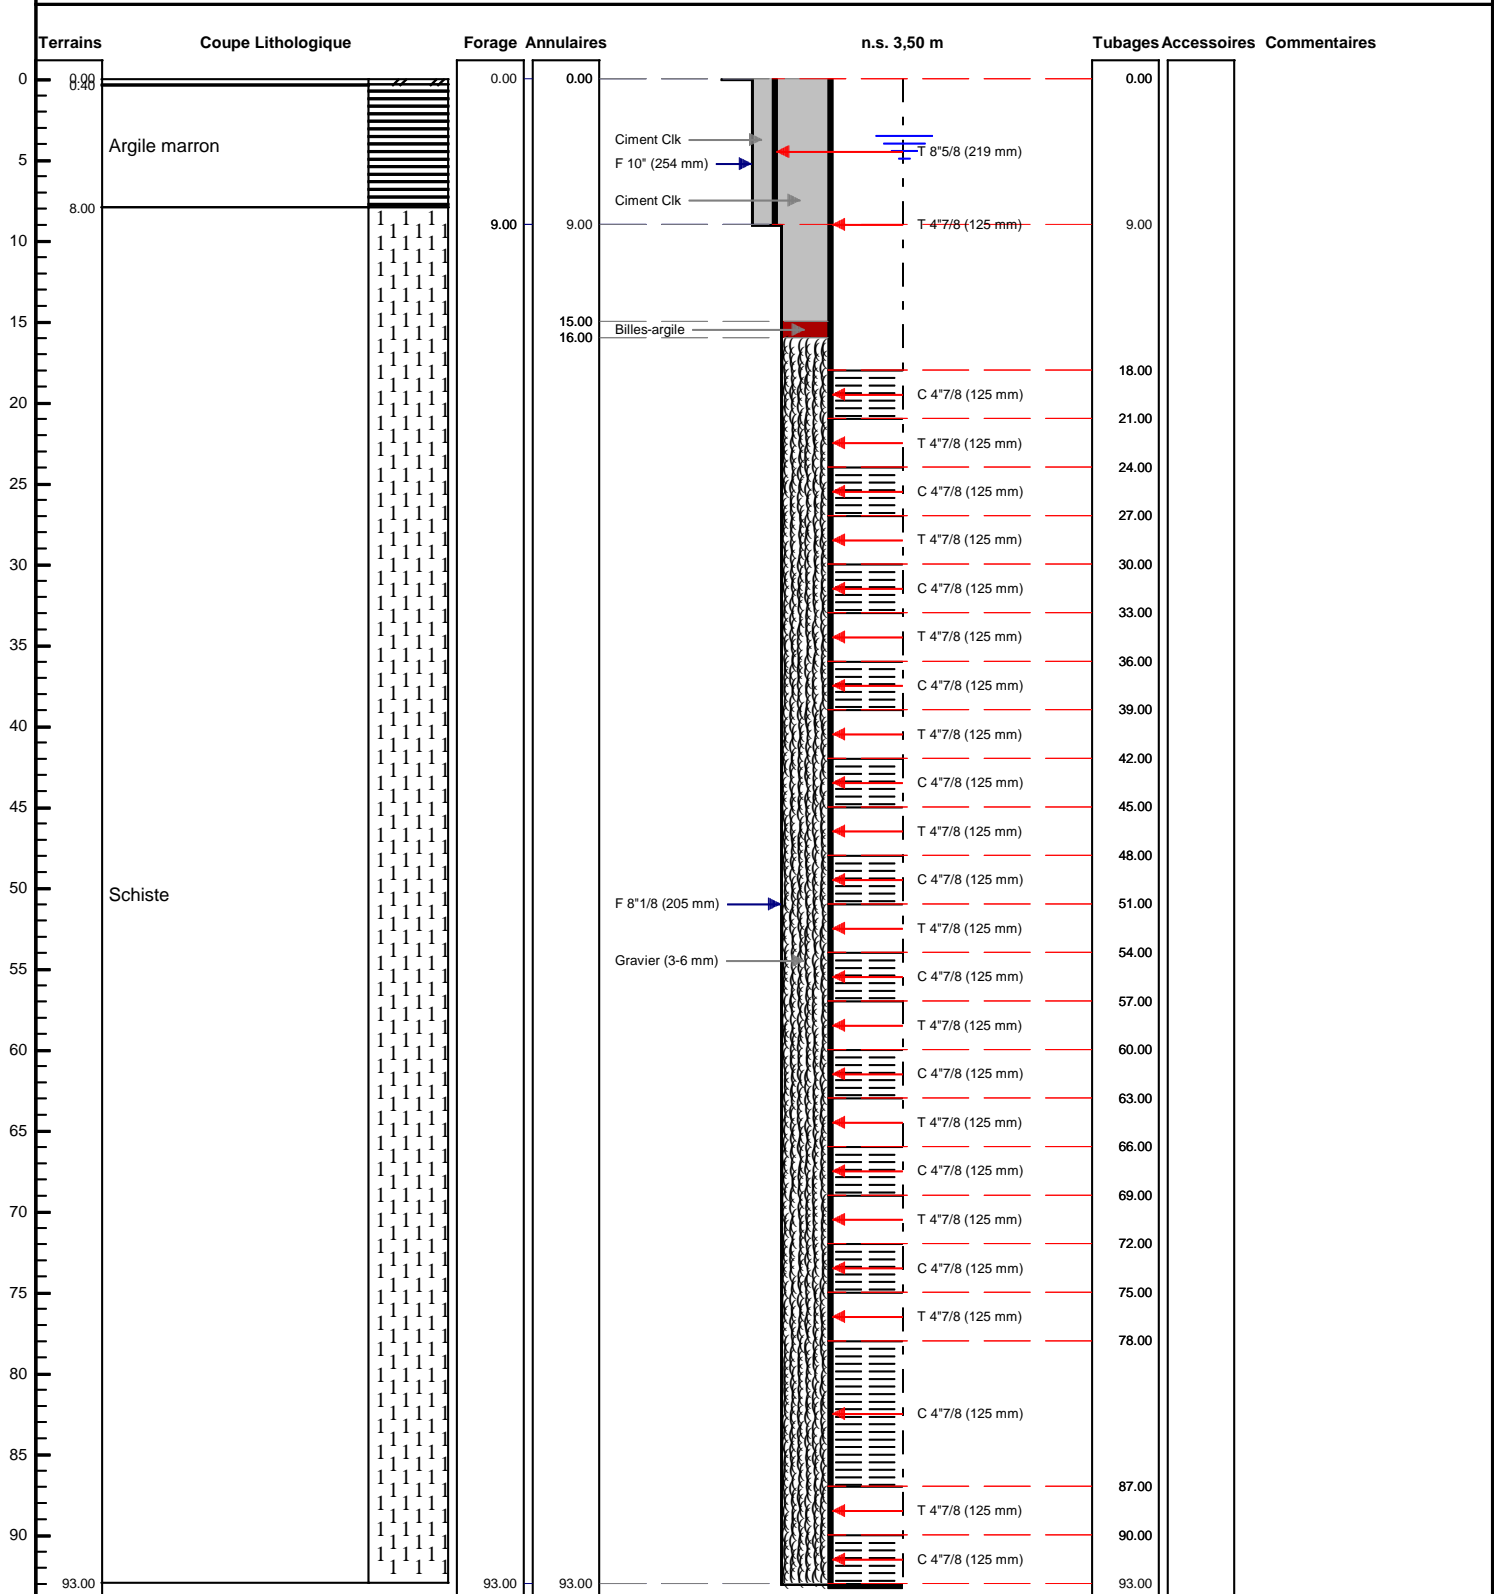 Terrains Coupe Lithologique Forage Annulaires n.s. 3,50 m Tubages Accessoires Commentaires
0 0.00 0.00 0.00 0.00
0.40
Ciment Clk
Argile marron
T 8"5/8 (219 mm)
5
F 10" (254 mm)
Ciment Clk
8.00
9.00 9.00 T 4"7/8 (125 mm) 9.00
10
15 15.00
Billes-argile
16.00
18.00
C 4"7/8 (125 mm)
20
21.00
T 4"7/8 (125 mm)
24.00
25
C 4"7/8 (125 mm)
27.00
T 4"7/8 (125 mm)
30 30.00
C 4"7/8 (125 mm)
33.00
T 4"7/8 (125 mm)
35
36.00
C 4"7/8 (125 mm)
39.00
40
T 4"7/8 (125 mm)
42.00
C 4"7/8 (125 mm)
45 45.00
T 4"7/8 (125 mm)
48.00
C 4"7/8 (125 mm)
50
Schiste
F 8"1/8 (205 mm) 51.00
T 4"7/8 (125 mm)
54.00
Gravier (3-6 mm)
55
C 4"7/8 (125 mm)
57.00
T 4"7/8 (125 mm)
60 60.00
C 4"7/8 (125 mm)
63.00
T 4"7/8 (125 mm)
65
66.00
C 4"7/8 (125 mm)
69.00
70
T 4"7/8 (125 mm)
72.00
C 4"7/8 (125 mm)
75 75.00
T 4"7/8 (125 mm)
78.00
80
C 4"7/8 (125 mm)
85
87.00
T 4"7/8 (125 mm)
90 90.00
C 4"7/8 (125 mm)
93.00 93.00 93.00 93.00